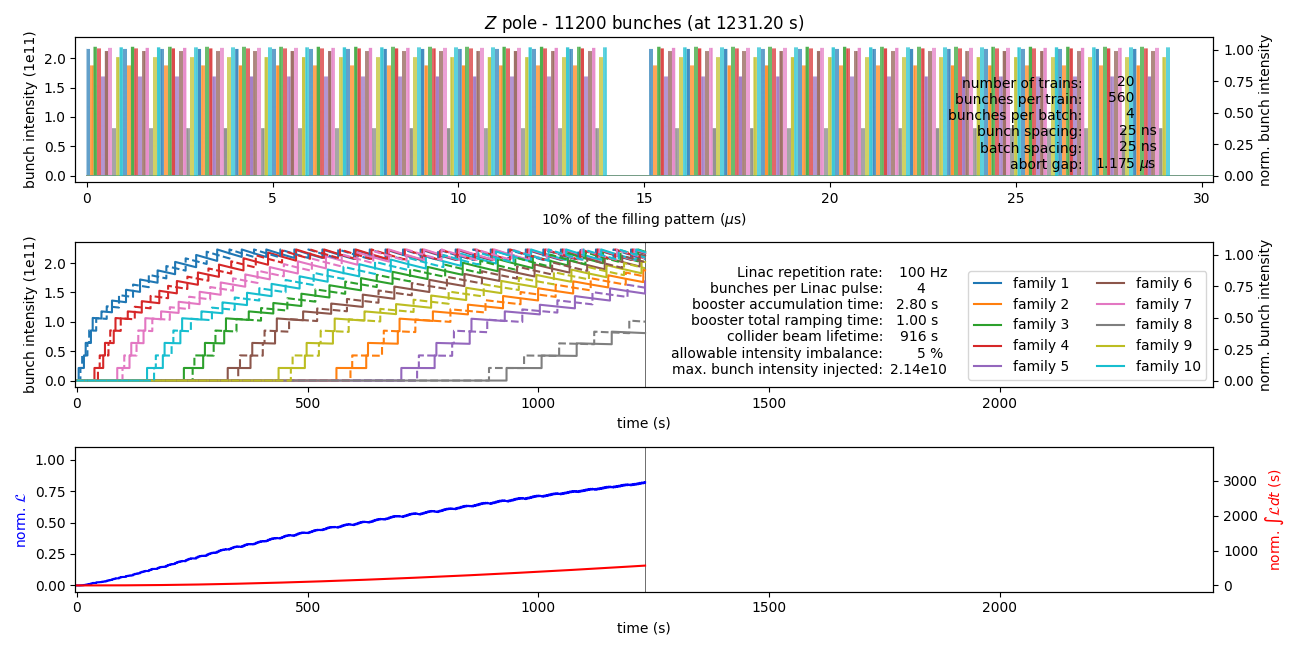 Z pole - 11200 bunches (at 1231.20 s)
bunch intensity (1e11)
2.0
1.5
1.0
0.5
0.0
1.00
0.75
0.50
0.25
0.00
norm. bunch intensity
number of trains: 20
bunches per train: 560
bunches per batch: 4
bunch spacing: 25 ns
batch spacing: 25 ns
abort gap: 1.175 μs
0 5 10 15 20 25 30
10% of the filling pattern (μs)
bunch intensity (1e11)
2.0
1.5
1.0
0.5
0.0
Linac repetition rate: 100 Hz
bunches per Linac pulse: 4
booster accumulation time: 2.80 s
booster total ramping time: 1.00 s
collider beam lifetime: 916 s
allowable intensity imbalance: 5 %
max. bunch intensity injected: 2.14e10
family 1
family 2
family 3
family 4
family 5
family 6
family 7
family 8
family 9
family 10
1.00
0.75
0.50
0.25
0.00
norm. bunch intensity
0 500 1000 1500 2000
time (s)
norm. ℒ
1.00
0.75
0.50
0.25
0.00
3000
2000
1000
0
norm. ∫ℒdt (s)
0 500 1000 1500 2000
time (s)